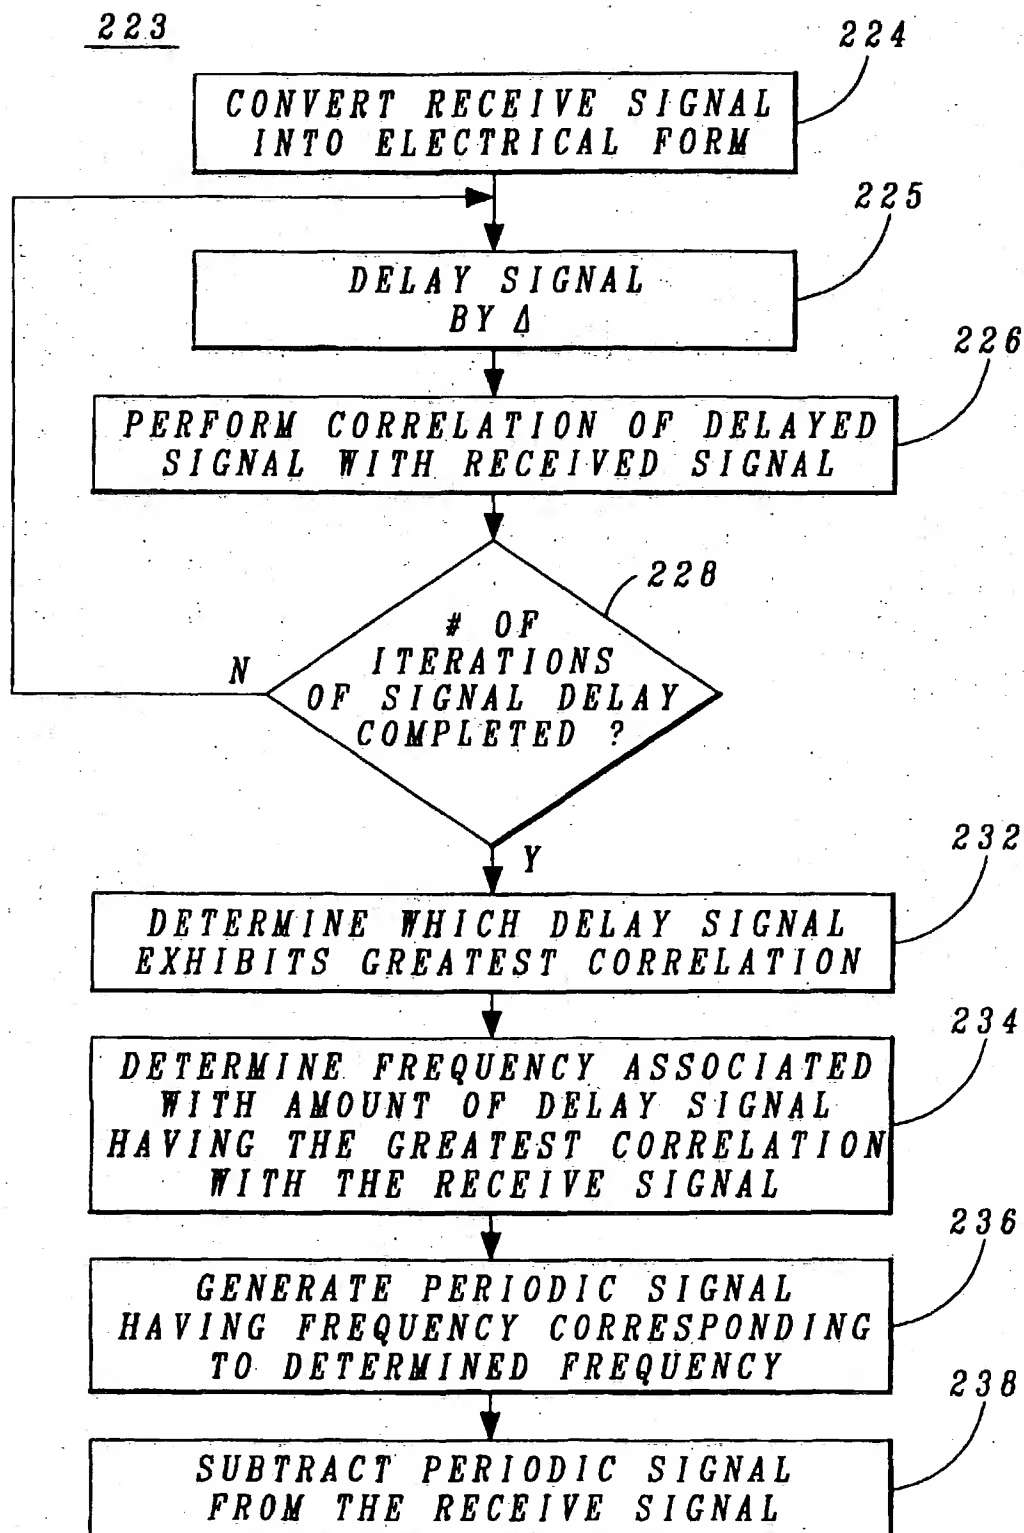 223
224
CONVERT RECEIVE SIGNAL
INTO ELECTRICAL FORM
225
DELAY SIGNAL
BY Δ
226
PERFORM CORRELATION OF DELAYED
SIGNAL WITH RECEIVED SIGNAL
228
# OF
ITERATIONS
OF SIGNAL DELAY
COMPLETED ?
N
Y
232
DETERMINE WHICH DELAY SIGNAL
EXHIBITS GREATEST CORRELATION
234
DETERMINE FREQUENCY ASSOCIATED
WITH AMOUNT OF DELAY SIGNAL
HAVING THE GREATEST CORRELATION
WITH THE RECEIVE SIGNAL
236
GENERATE PERIODIC SIGNAL
HAVING FREQUENCY CORRESPONDING
TO DETERMINED FREQUENCY
238
SUBTRACT PERIODIC SIGNAL
FROM THE RECEIVE SIGNAL